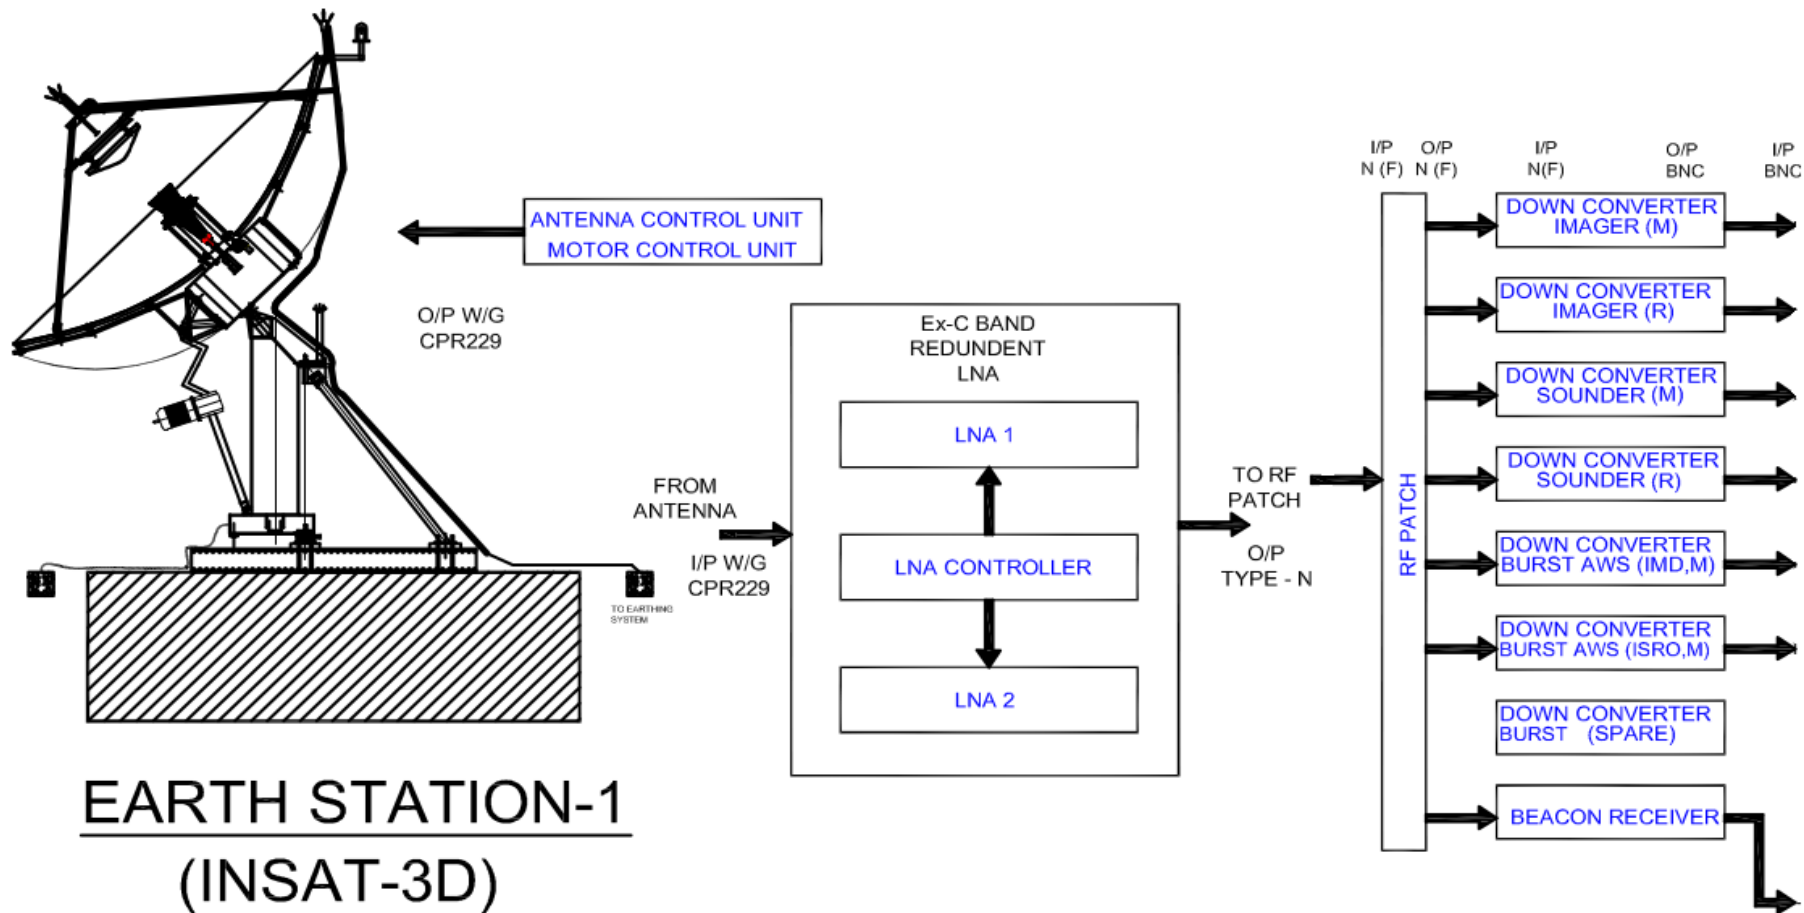 ANTENNA CONTROL UNIT
MOTOR CONTROL UNIT
O/P W/G
CPR229
TO EARTHING
SYSTEM
EARTH STATION-1
(INSAT-3D)
FROM
ANTENNA
I/P W/G
CPR229
Ex-C BAND
REDUNDENT
LNA
LNA 1
LNA CONTROLLER
LNA 2
TO RF
PATCH
O/P
TYPE - N
I/P O/P
N (F) N (F)
RF PATCH
I/P
N(F)
O/P
BNC
I/P
BNC
DOWN CONVERTER
IMAGER (M)
DOWN CONVERTER
IMAGER (R)
DOWN CONVERTER
SOUNDER (M)
DOWN CONVERTER
SOUNDER (R)
DOWN CONVERTER
BURST AWS (IMD,M)
DOWN CONVERTER
BURST AWS (ISRO,M)
DOWN CONVERTER
BURST (SPARE)
BEACON RECEIVER